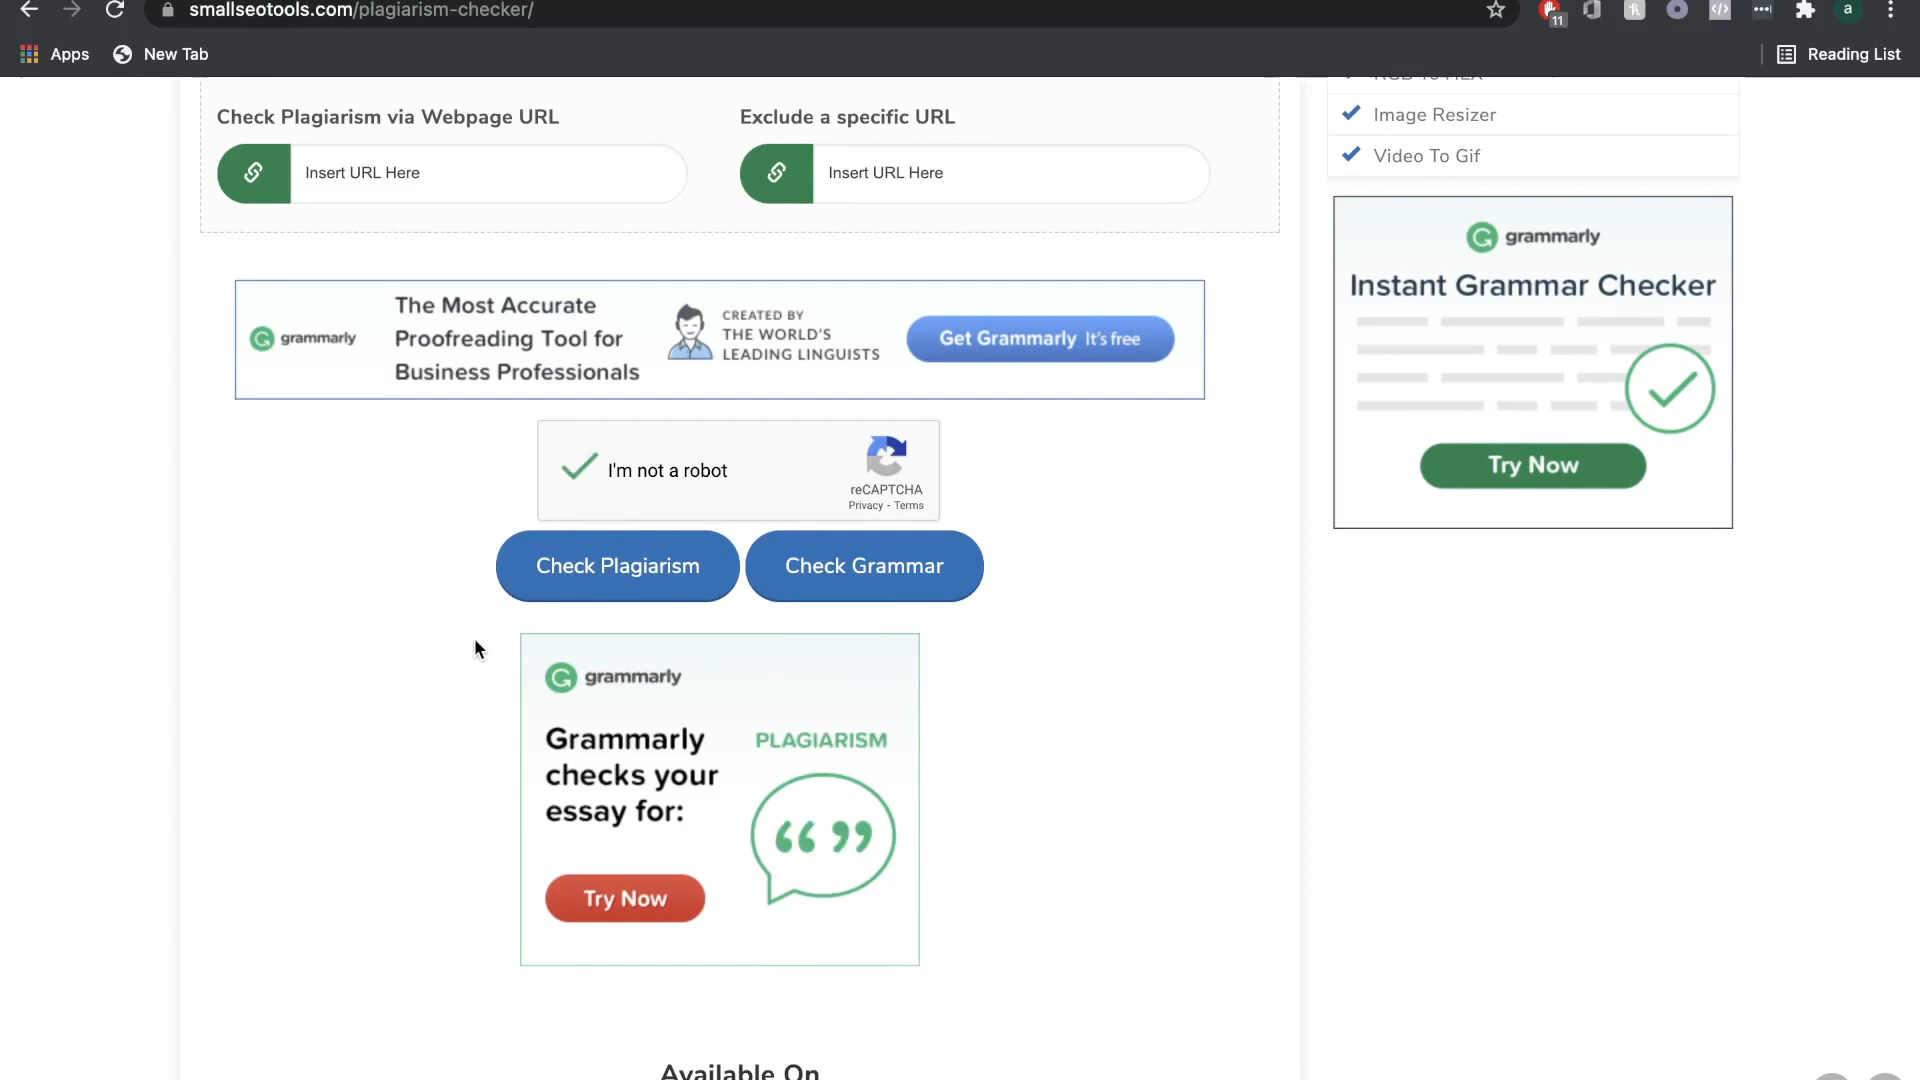 smallseotools.com/plagiarism-checker/
11
a
Apps
New Tab
Reading List
Check Plagiarism via Webpage URL
Exclude a specific URL
Insert URL Here
Insert URL Here
RGB To HEX
Image Resizer
Video To Gif
grammarly
The Most Accurate
Proofreading Tool for
Business Professionals
CREATED BY
THE WORLD'S
LEADING LINGUISTS
Get Grammarly It's free
grammarly
Instant Grammar Checker
Try Now
I'm not a robot
reCAPTCHA
Privacy - Terms
Check Plagiarism
Check Grammar
grammarly
Grammarly
checks your
essay for:
PLAGIARISM
Try Now
Available On